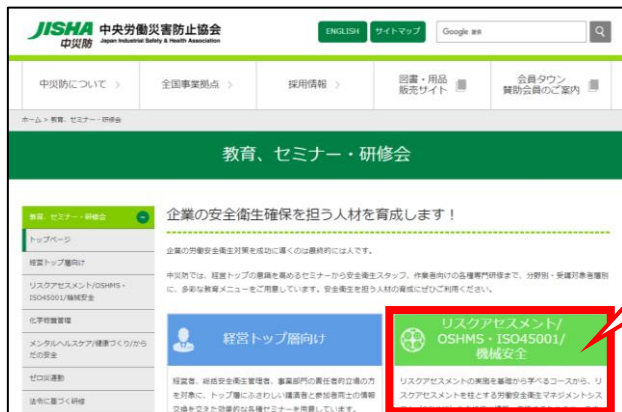 JISHA 中央労働災害防止協会
中災防 Japan Industrial Safety & Health Association
ENGLISH サイトマップ Google
中災防について 全国事業拠点 採用情報 図書・用品 会員タウン
販売サイト 賛助会員のご案内
ホーム > 教育、セミナー・研修会
教育、セミナー・研修会
教育、セミナー・研修会
トップページ
経営トップ層向け
リスクアセスメント/OSHMS・
ISO45001/機械安全
化学物質管理
メンタルヘルスケア/健康づくり/から
だの安全
ゼロ災運動
法令に基づく研修
企業の安全衛生確保を担う人材を育成します!
企業の労働安全衛生対策を成功に導くのは最終的には人です。
中災防では、経営トップの意識を高めるセミナーから安全衛生スタッフ、作業者向けの各種専門研修まで、分野別・受講対象者層別
に、多彩な教育メニューをご用意しています。安全衛生を担う人材の育成にぜひご利用ください。
経営トップ層向け
経営者、総括安全衛生管理者、事業部門の責任者的立場の方
を対象に、トップ層にふさわしい講演者と参加者同士の情報
交換を交えた効果的な各種セミナーを用意しています。
リスクアセスメント/
OSHMS・ISO45001/
機械安全
リスクアセスメントの実施を基礎から学べるコースから、リ
スクアセスメントを柱とする労働安全衛生マネジメントシス